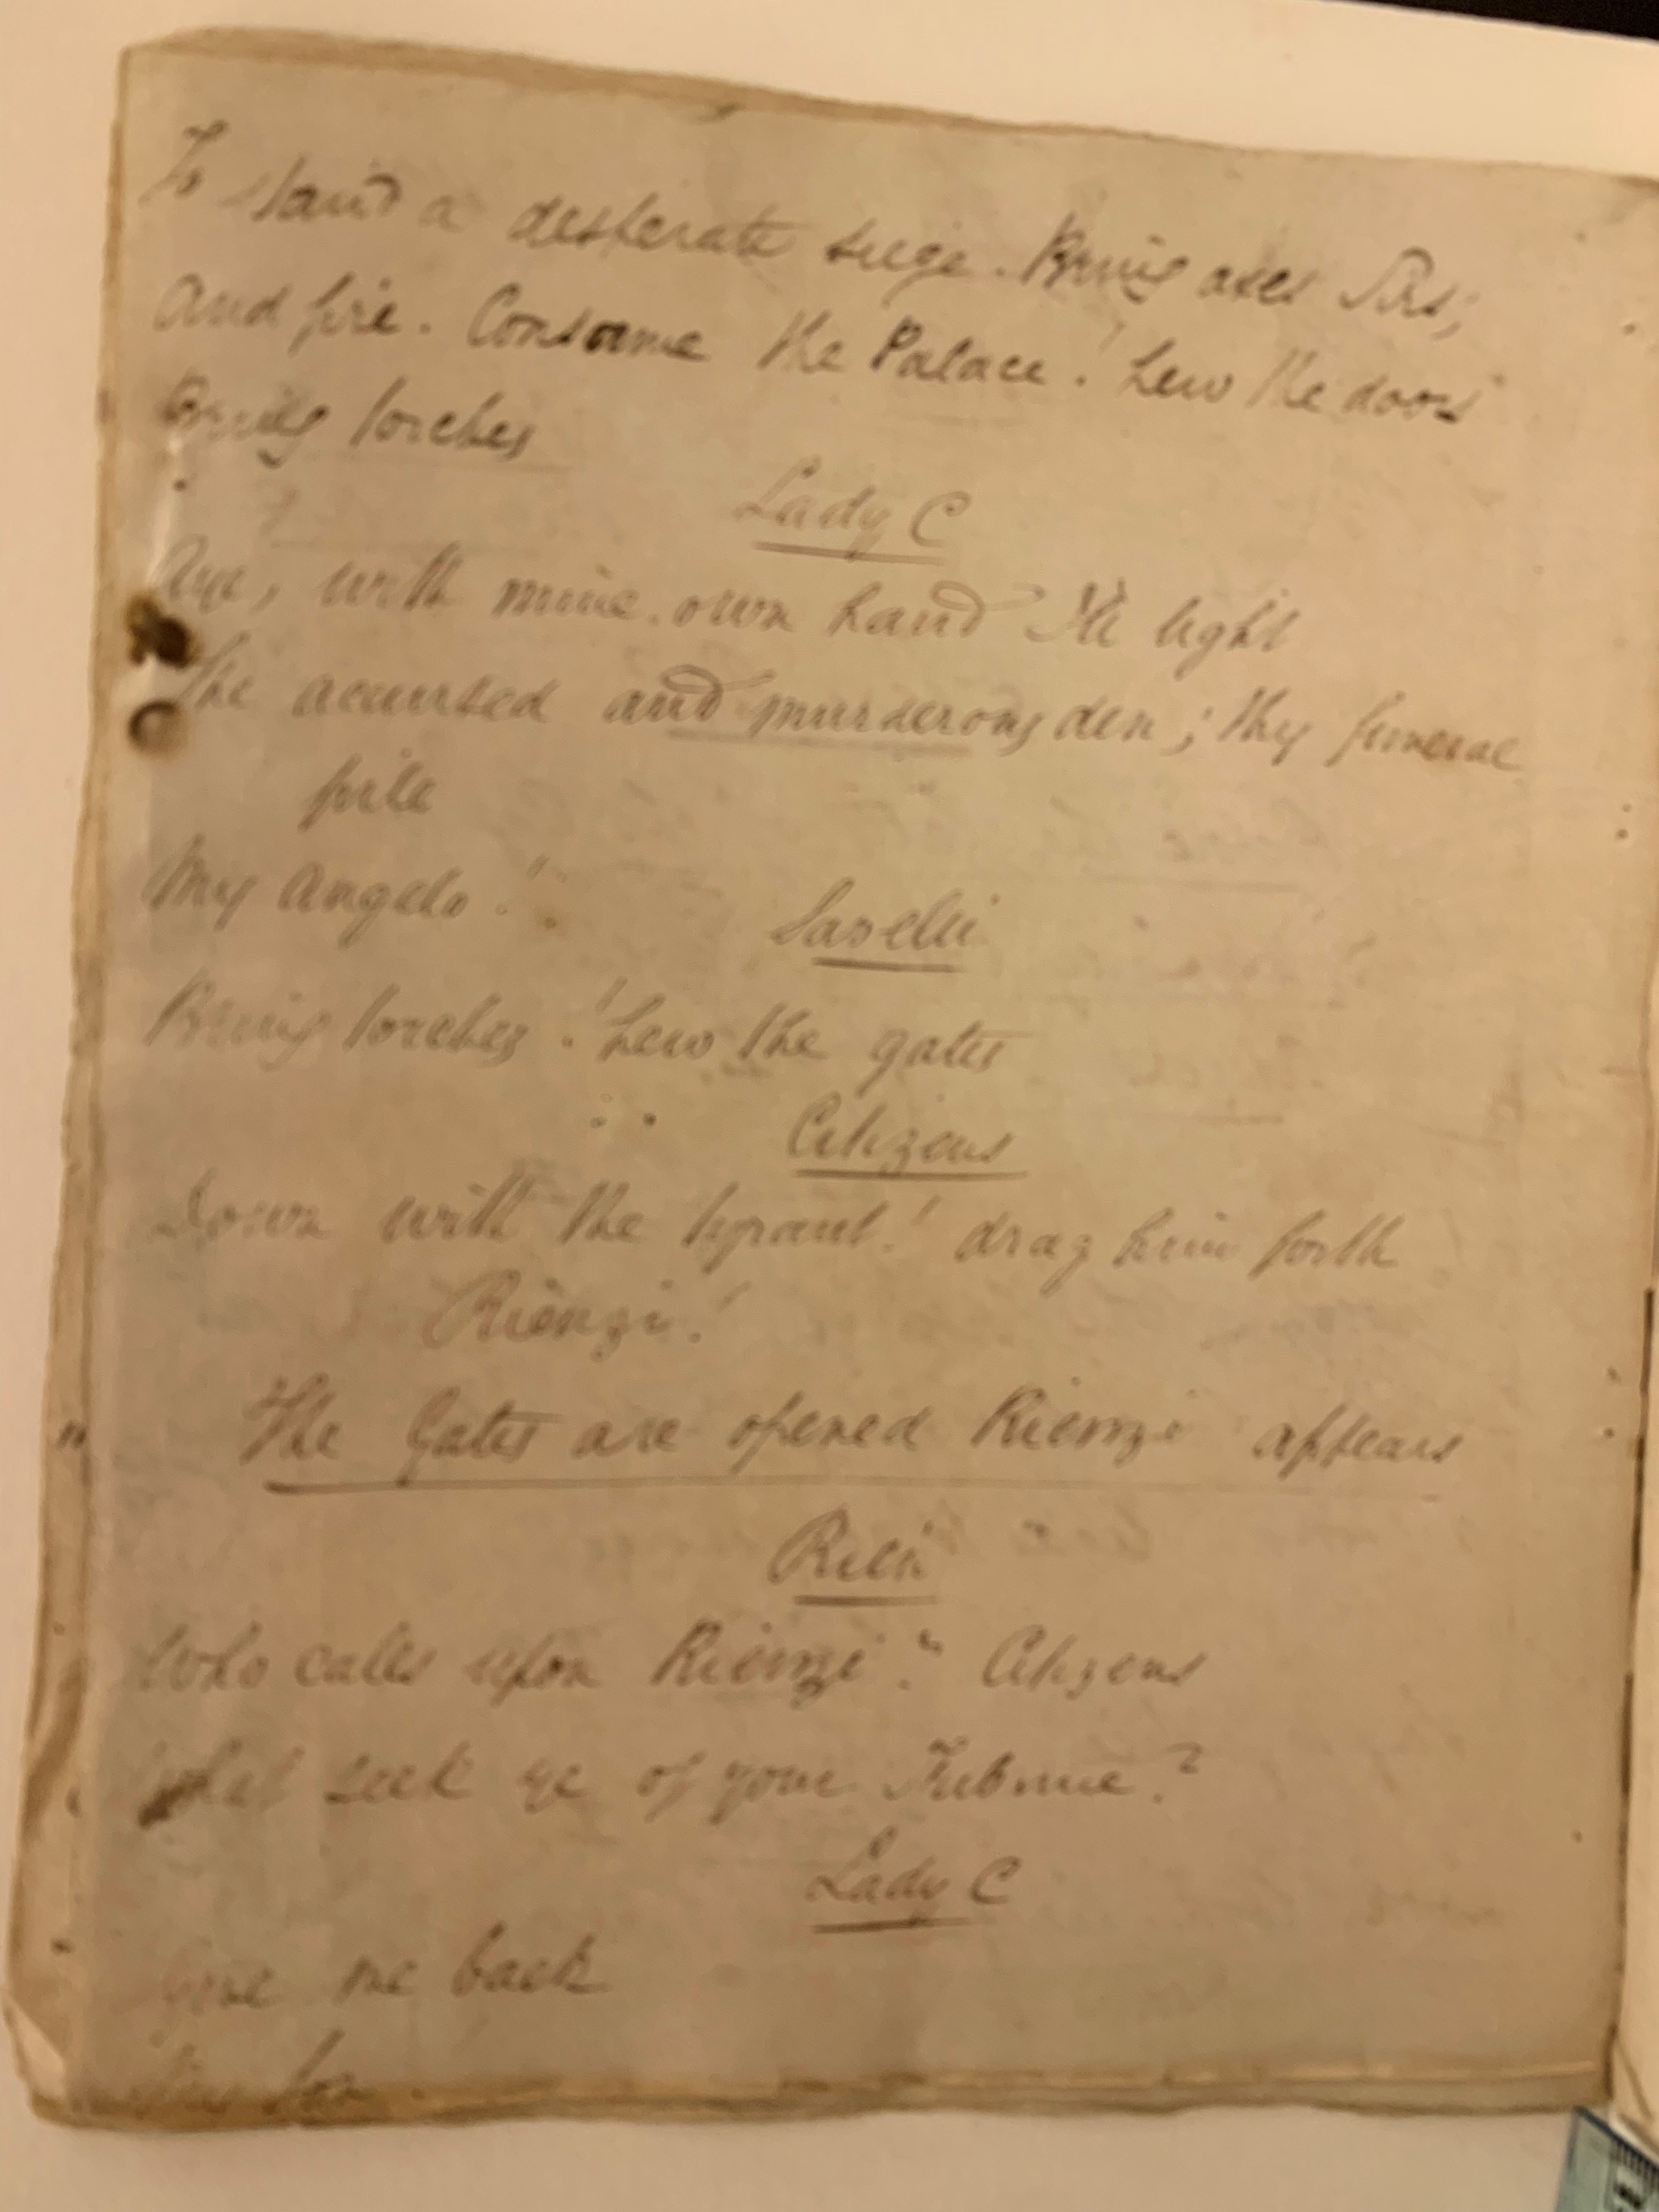 To stand a desperate siege. Bring axes Sirs;
And fire. Consume the Palace! hew the doors
Bring torches
Lady C
Aye, with mine own hand I'll light
The accursed and murderous den; thy funeral
pile
My Angelo!
Savelli
Bring torches! hew the gates
Citizens
Down with the tyrant! drag him forth
Rienzi!
The Gates are opened Rienzi appears
Rien
Who calls upon Rienzi? Citizens
What seek ye of your Tribune?
Lady C
Give me back
My Son.